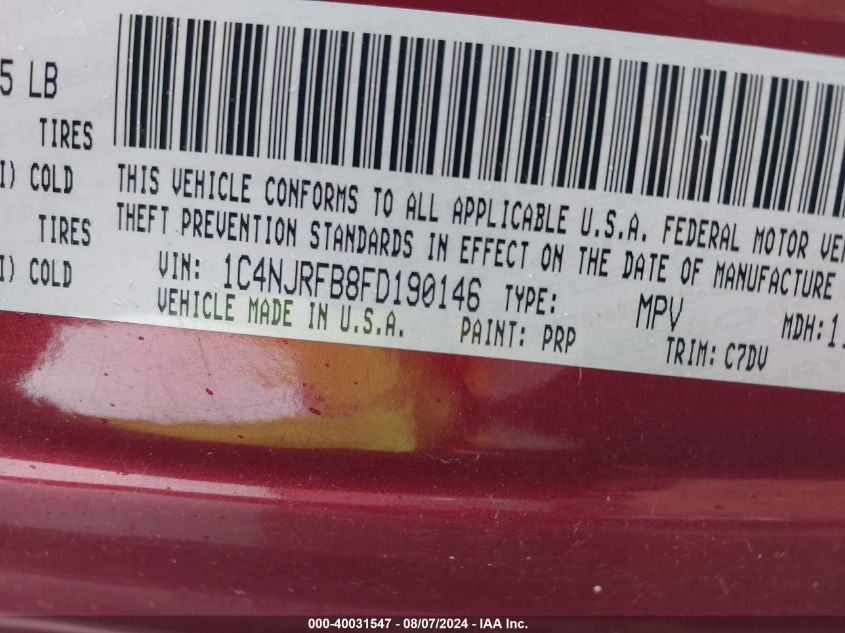 5 LB
TIRES
I) COLD
TIRES
I) COLD
THIS VEHICLE CONFORMS TO ALL APPLICABLE U.S.A. FEDERAL MOTOR VE
THEFT PREVENTION STANDARDS IN EFFECT ON THE DATE OF MANUFACTURE
VIN: 1C4NJRFB8FD190146 TYPE: MPV MDH:1
VEHICLE MADE IN U.S.A. PAINT: PRP TRIM: C7DV
000-40031547 - 08/07/2024 - IAA Inc.